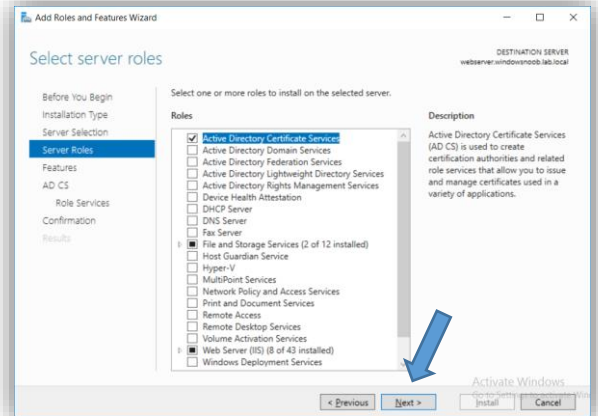 Add Roles and Features Wizard
Select server roles
DESTINATION SERVER
webserver.windowsnoob.lab.local
Before You Begin
Installation Type
Server Selection
Server Roles
Features
AD CS
Role Services
Confirmation
Results
Select one or more roles to install on the selected server.
Roles
Active Directory Certificate Services
Active Directory Domain Services
Active Directory Federation Services
Active Directory Lightweight Directory Services
Active Directory Rights Management Services
Device Health Attestation
DHCP Server
DNS Server
Fax Server
File and Storage Services (2 of 12 installed)
Host Guardian Service
Hyper-V
MultiPoint Services
Network Policy and Access Services
Print and Document Services
Remote Access
Remote Desktop Services
Volume Activation Services
Web Server (IIS) (8 of 43 installed)
Windows Deployment Services
Description
Active Directory Certificate Services
(AD CS) is used to create
certification authorities and related
role services that allow you to issue
and manage certificates used in a
variety of applications.
Activate Windows
Go to Settings to activate Win
< Previous
Next >
Install
Cancel